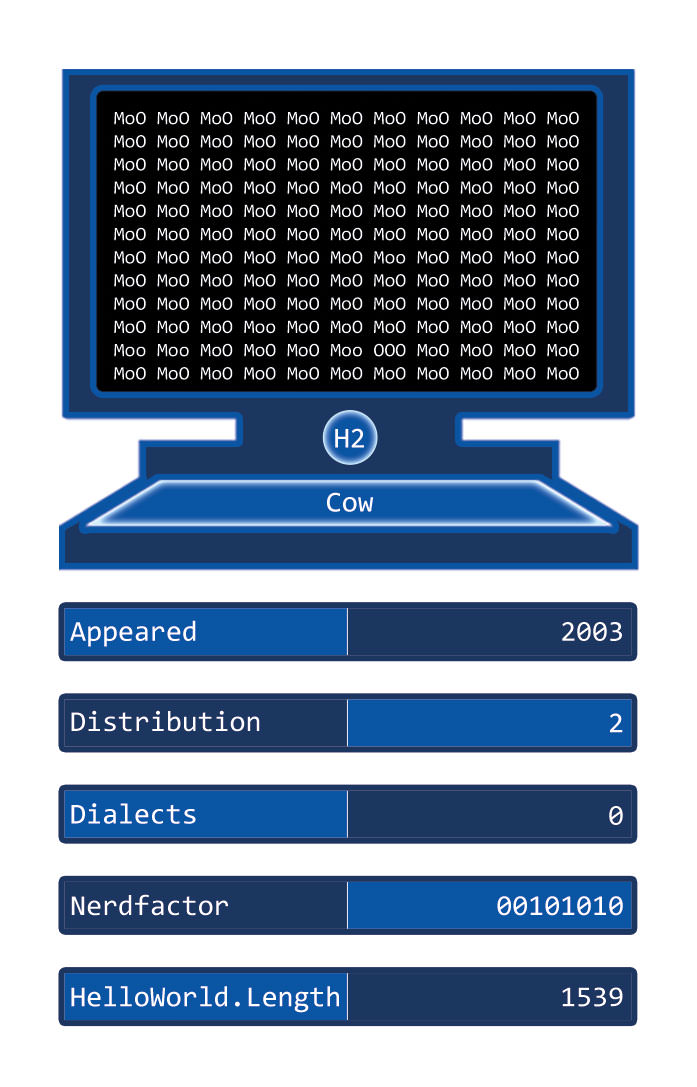 MoO MoO MoO MoO MoO MoO MoO MoO MoO MoO MoO
MoO MoO MoO MoO MoO MoO MoO MoO MoO MoO MoO
MoO MoO MoO MoO MoO MoO MoO MoO MoO MoO MoO
MoO MoO MoO MoO MoO MoO MoO MoO MoO MoO MoO
MoO MoO MoO MoO MoO MoO MoO MoO MoO MoO MoO
MoO MoO MoO MoO MoO MoO MoO MoO MoO MoO MoO
MoO MoO MoO MoO MoO MoO Moo MoO MoO MoO MoO
MoO MoO MoO MoO MoO MoO MoO MoO MoO MoO MoO
MoO MoO MoO MoO MoO MoO MoO MoO MoO MoO MoO
MoO MoO MoO Moo MoO MoO MoO MoO MoO MoO MoO
Moo Moo MoO MoO MoO Moo OOO MoO MoO MoO MoO
MoO MoO MoO MoO MoO MoO MoO MoO MoO MoO MoO
H2
Cow
Appeared 2003
Distribution 2
Dialects 0
Nerdfactor 00101010
HelloWorld.Length 1539